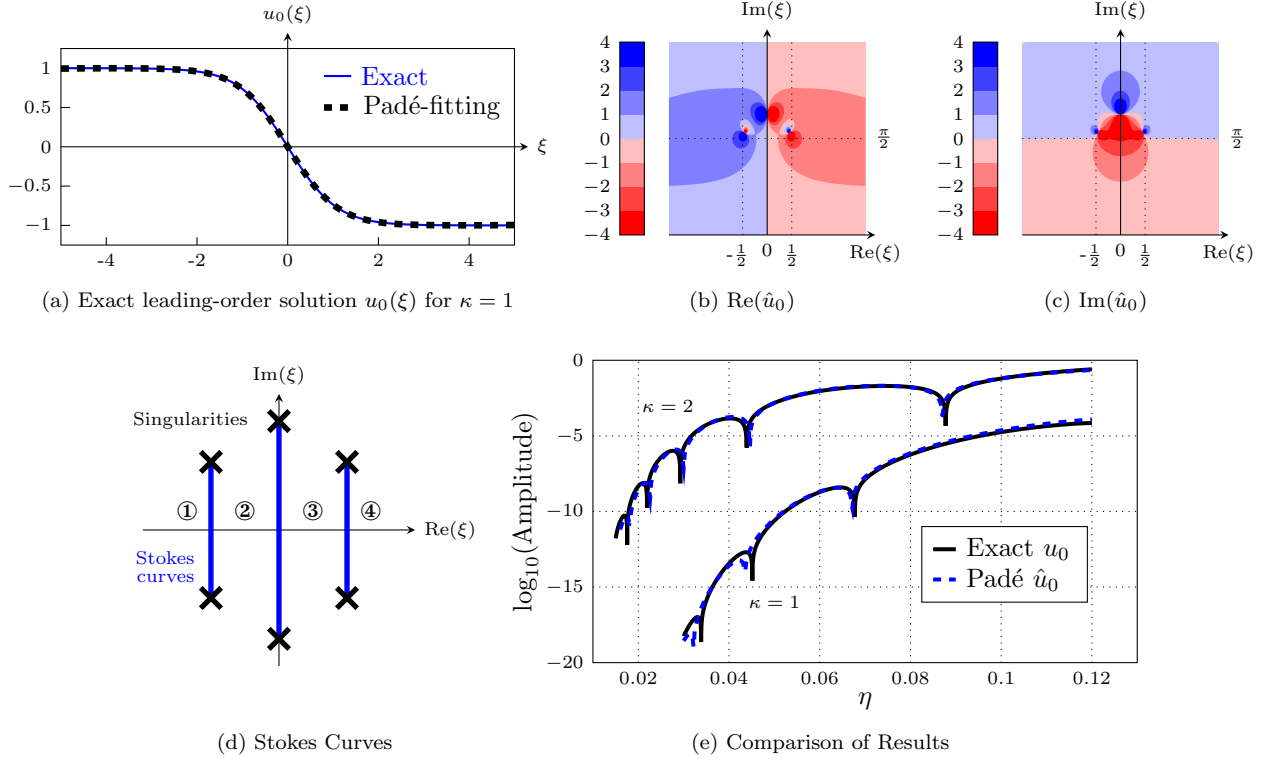 u₀(ξ)
1
0.5
0
−0.5
−1
-4
-2
0
2
4
ξ
Exact
Padé-fitting
(a) Exact leading-order solution u₀(ξ) for κ = 1
Im(ξ)
4
3
2
1
0
−1
−2
−3
−4
π/2
-1/2
0
1/2
Re(ξ)
(b) Re(û₀)
Im(ξ)
4
3
2
1
0
−1
−2
−3
−4
π/2
-1/2
0
1/2
Re(ξ)
(c) Im(û₀)
Im(ξ)
Singularities
① ② ③ ④
Re(ξ)
Stokes
curves
(d) Stokes Curves
log₁₀(Amplitude)
0
−5
−10
−15
−20
κ = 2
κ = 1
Exact u₀
Padé û₀
0.02
0.04
0.06
0.08
0.1
0.12
η
(e) Comparison of Results